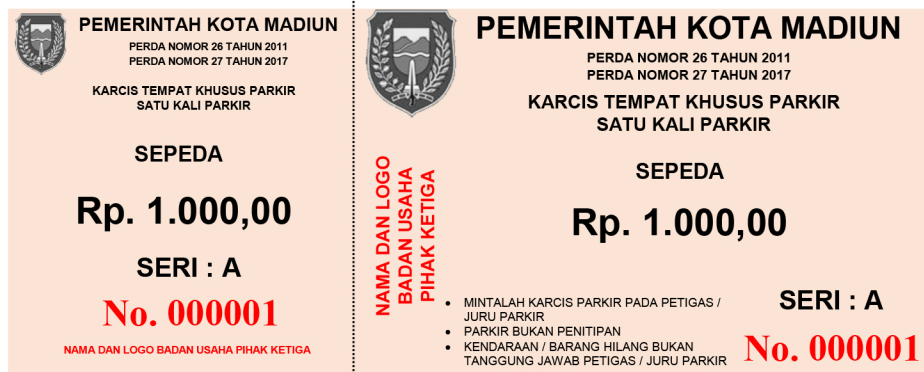 PEMERINTAH KOTA MADIUN
PERDA NOMOR 26 TAHUN 2011
PERDA NOMOR 27 TAHUN 2017
KARCIS TEMPAT KHUSUS PARKIR
SATU KALI PARKIR
SEPEDA
Rp. 1.000,00
SERI : A
No. 000001
NAMA DAN LOGO BADAN USAHA PIHAK KETIGA
PEMERINTAH KOTA MADIUN
PERDA NOMOR 26 TAHUN 2011
PERDA NOMOR 27 TAHUN 2017
KARCIS TEMPAT KHUSUS PARKIR
SATU KALI PARKIR
SEPEDA
Rp. 1.000,00
NAMA DAN LOGO
BADAN USAHA
PIHAK KETIGA
• MINTALAH KARCIS PARKIR PADA PETIGAS /
JURU PARKIR
• PARKIR BUKAN PENITIPAN
• KENDARAAN / BARANG HILANG BUKAN
TANGGUNG JAWAB PETIGAS / JURU PARKIR
SERI : A
No. 000001